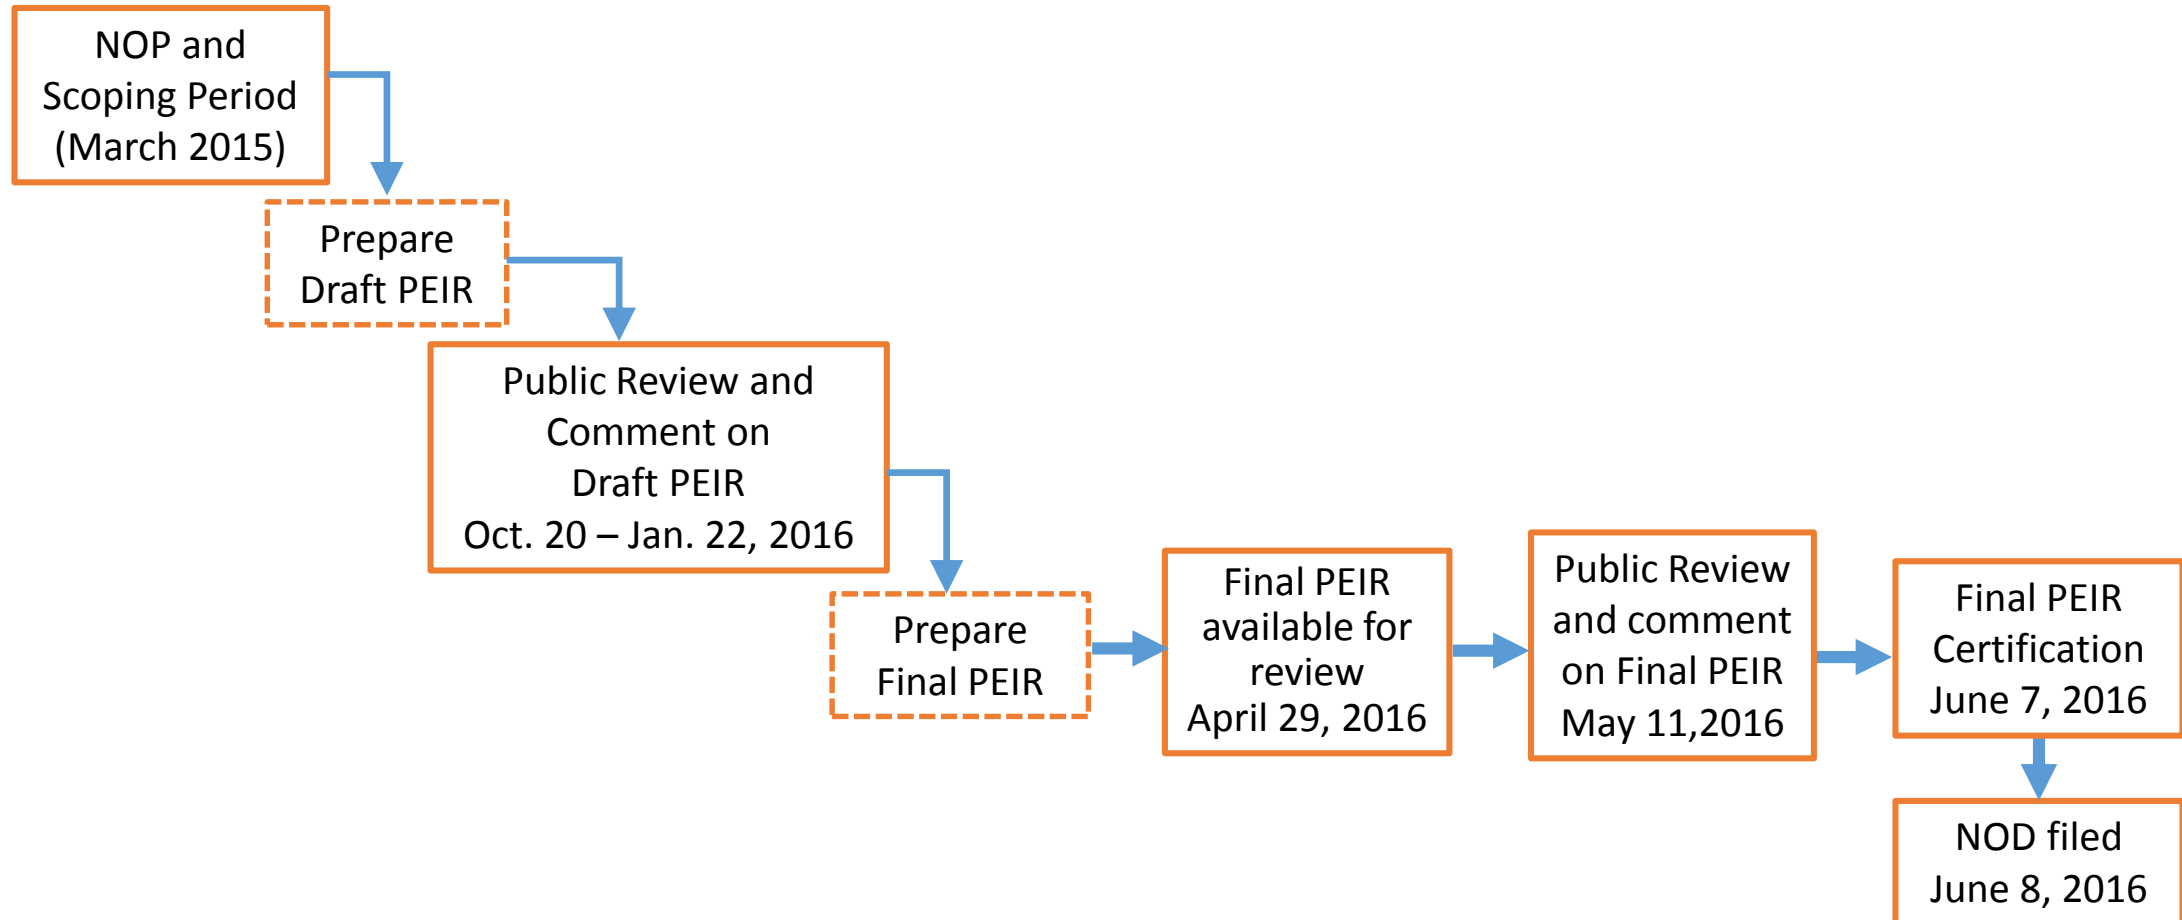 NOP and
Scoping Period
(March 2015)
Prepare
Draft PEIR
Public Review and
Comment on
Draft PEIR
Oct. 20 – Jan. 22, 2016
Prepare
Final PEIR
Final PEIR
available for
review
April 29, 2016
Public Review
and comment
on Final PEIR
May 11,2016
Final PEIR
Certification
June 7, 2016
NOD filed
June 8, 2016